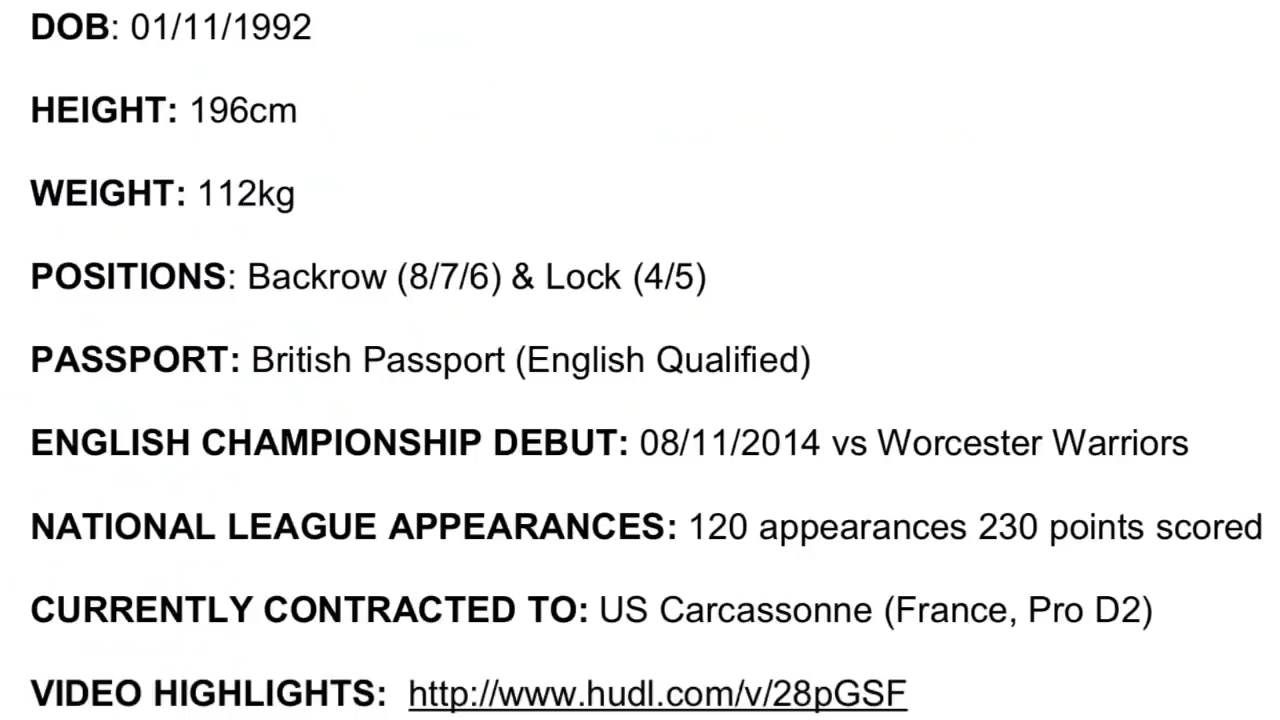 DOB: 01/11/1992
HEIGHT: 196cm
WEIGHT: 112kg
POSITIONS: Backrow (8/7/6) & Lock (4/5)
PASSPORT: British Passport (English Qualified)
ENGLISH CHAMPIONSHIP DEBUT: 08/11/2014 vs Worcester Warriors
NATIONAL LEAGUE APPEARANCES: 120 appearances 230 points scored
CURRENTLY CONTRACTED TO: US Carcassonne (France, Pro D2)
VIDEO HIGHLIGHTS: http://www.hudl.com/v/28pGSF